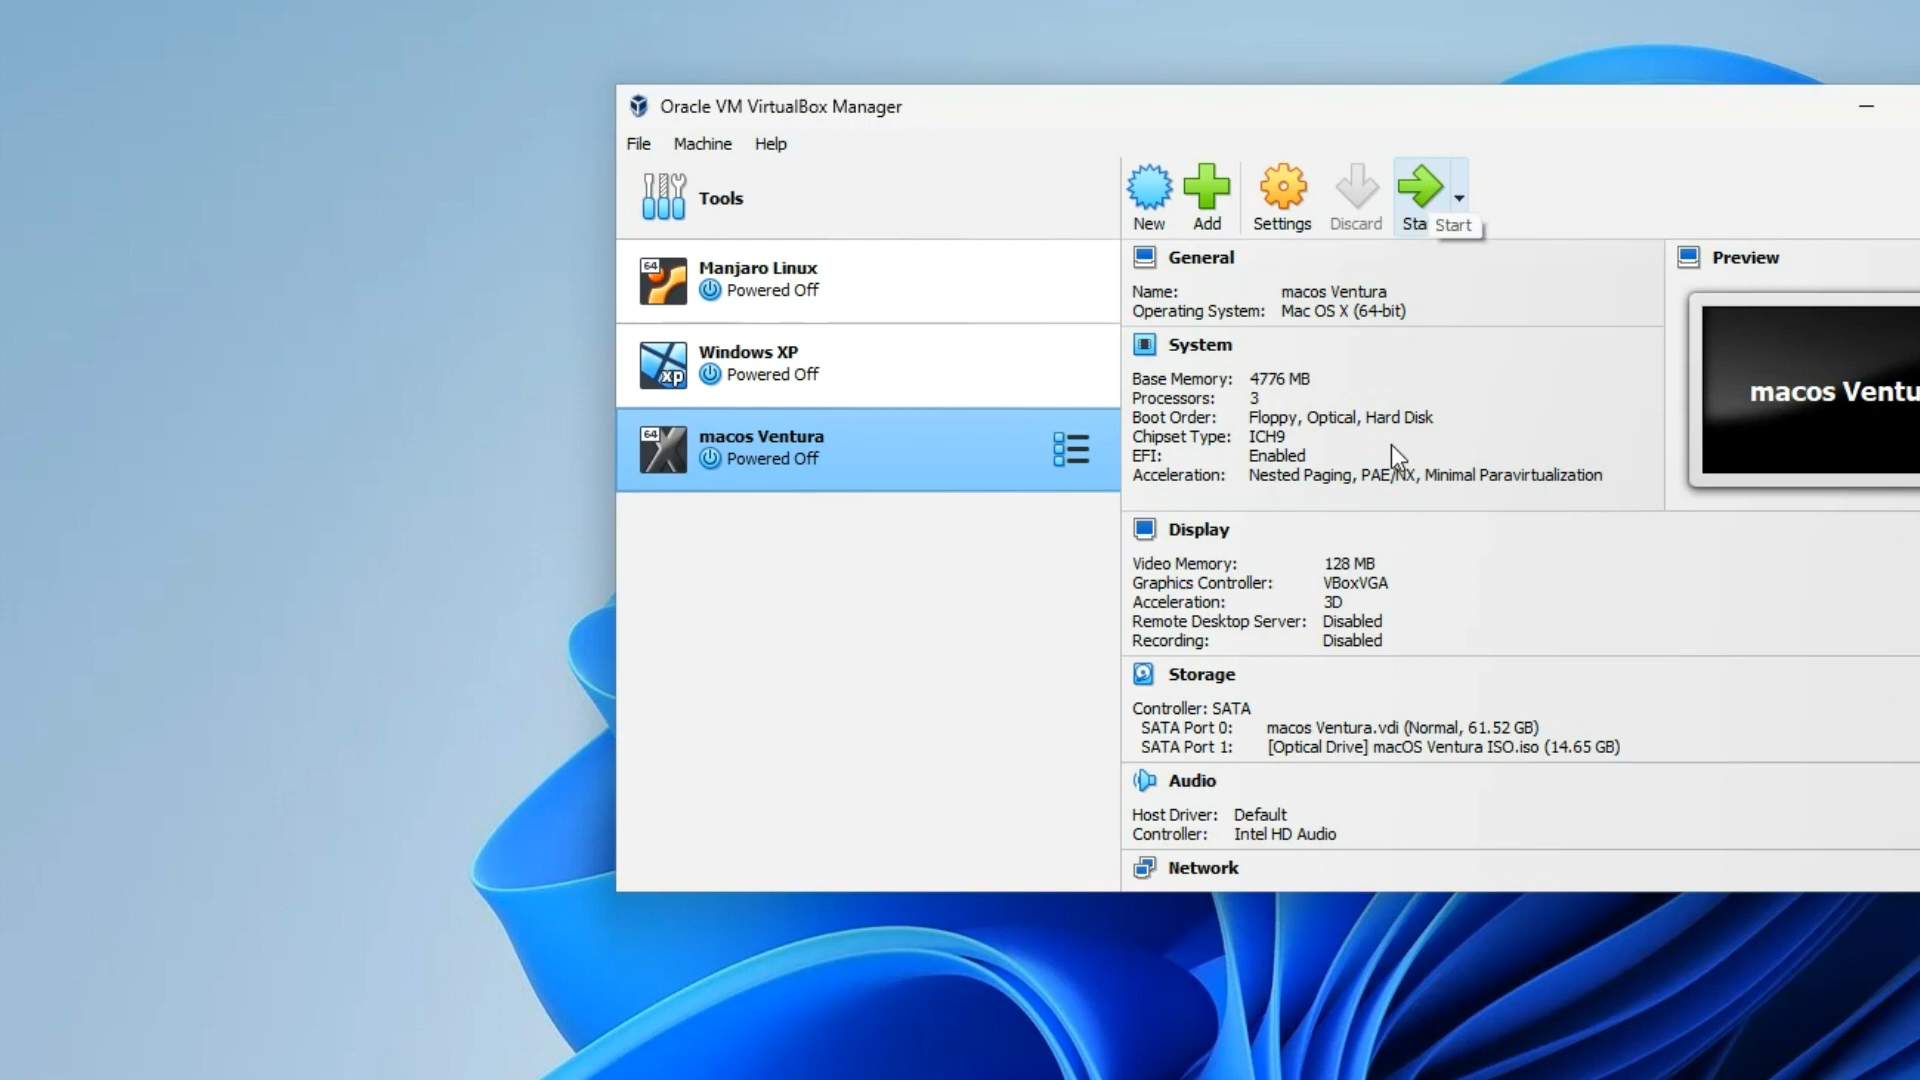 Oracle VM VirtualBox Manager
File Machine Help
Tools
New Add Settings Discard Sta Start
64 Manjaro Linux
Powered Off
xp Windows XP
Powered Off
64 macos Ventura
Powered Off
General
Name: macos Ventura
Operating System: Mac OS X (64-bit)
System
Base Memory: 4776 MB
Processors: 3
Boot Order: Floppy, Optical, Hard Disk
Chipset Type: ICH9
EFI: Enabled
Acceleration: Nested Paging, PAE/NX, Minimal Paravirtualization
Preview
macos Ventu
Display
Video Memory: 128 MB
Graphics Controller: VBoxVGA
Acceleration: 3D
Remote Desktop Server: Disabled
Recording: Disabled
Storage
Controller: SATA
SATA Port 0: macos Ventura.vdi (Normal, 61.52 GB)
SATA Port 1: [Optical Drive] macOS Ventura ISO.iso (14.65 GB)
Audio
Host Driver: Default
Controller: Intel HD Audio
Network